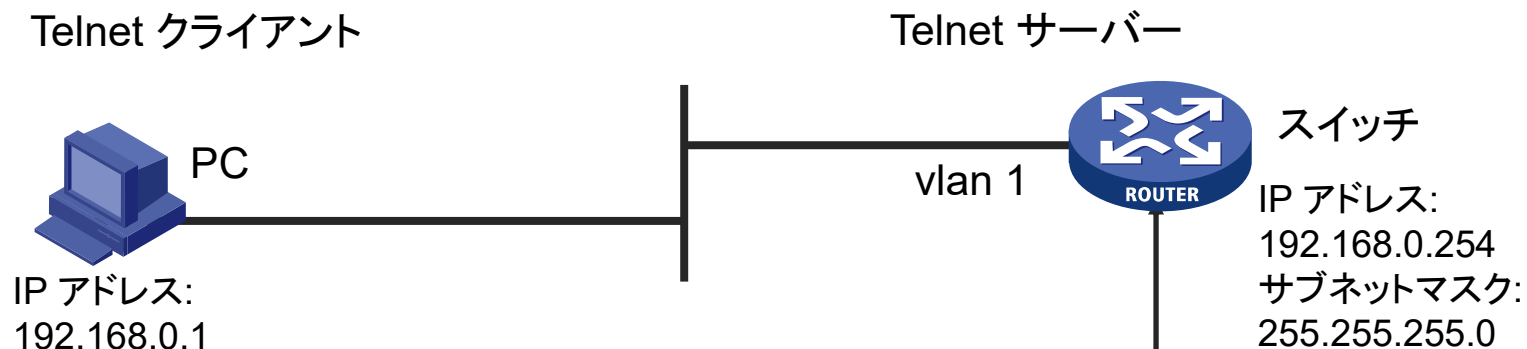 Telnet クライアント
Telnet サーバー
PC
vlan 1
ROUTER
スイッチ
IP アドレス:
192.168.0.1
IP アドレス:
192.168.0.254
サブネットマスク:
255.255.255.0